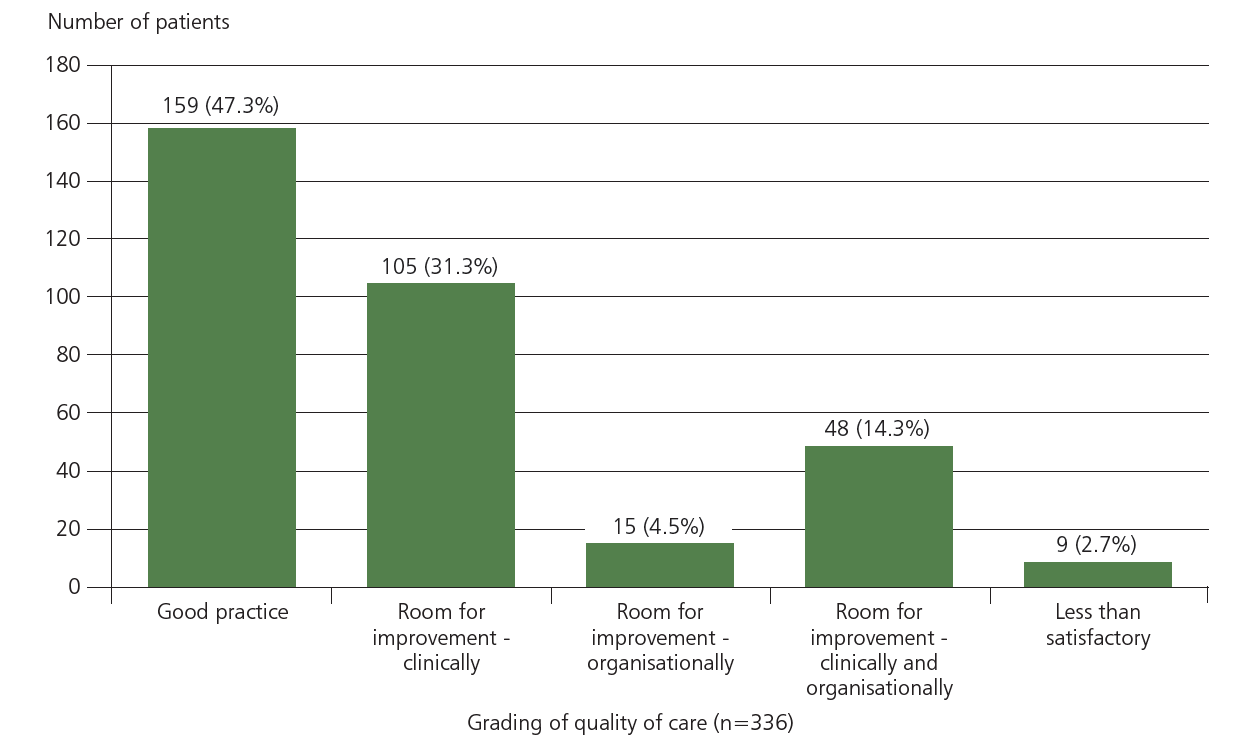 Number of patients
180
160
140
120
100
80
60
40
20
0
159 (47.3%)
105 (31.3%)
15 (4.5%)
48 (14.3%)
9 (2.7%)
Good practice
Room for
improvement -
clinically
Room for
improvement -
organisationally
Room for
improvement -
clinically and
organisationally
Less than
satisfactory
Grading of quality of care (n=336)